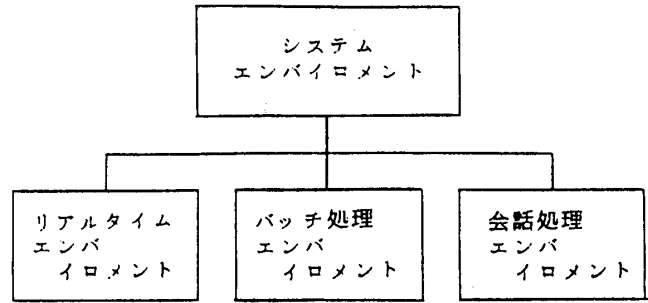 システム
エンバイロメント
リアルタイム
エンバ
イロメント
バッチ処理
エンバ
イロメント
会話処理
エンバ
イロメント